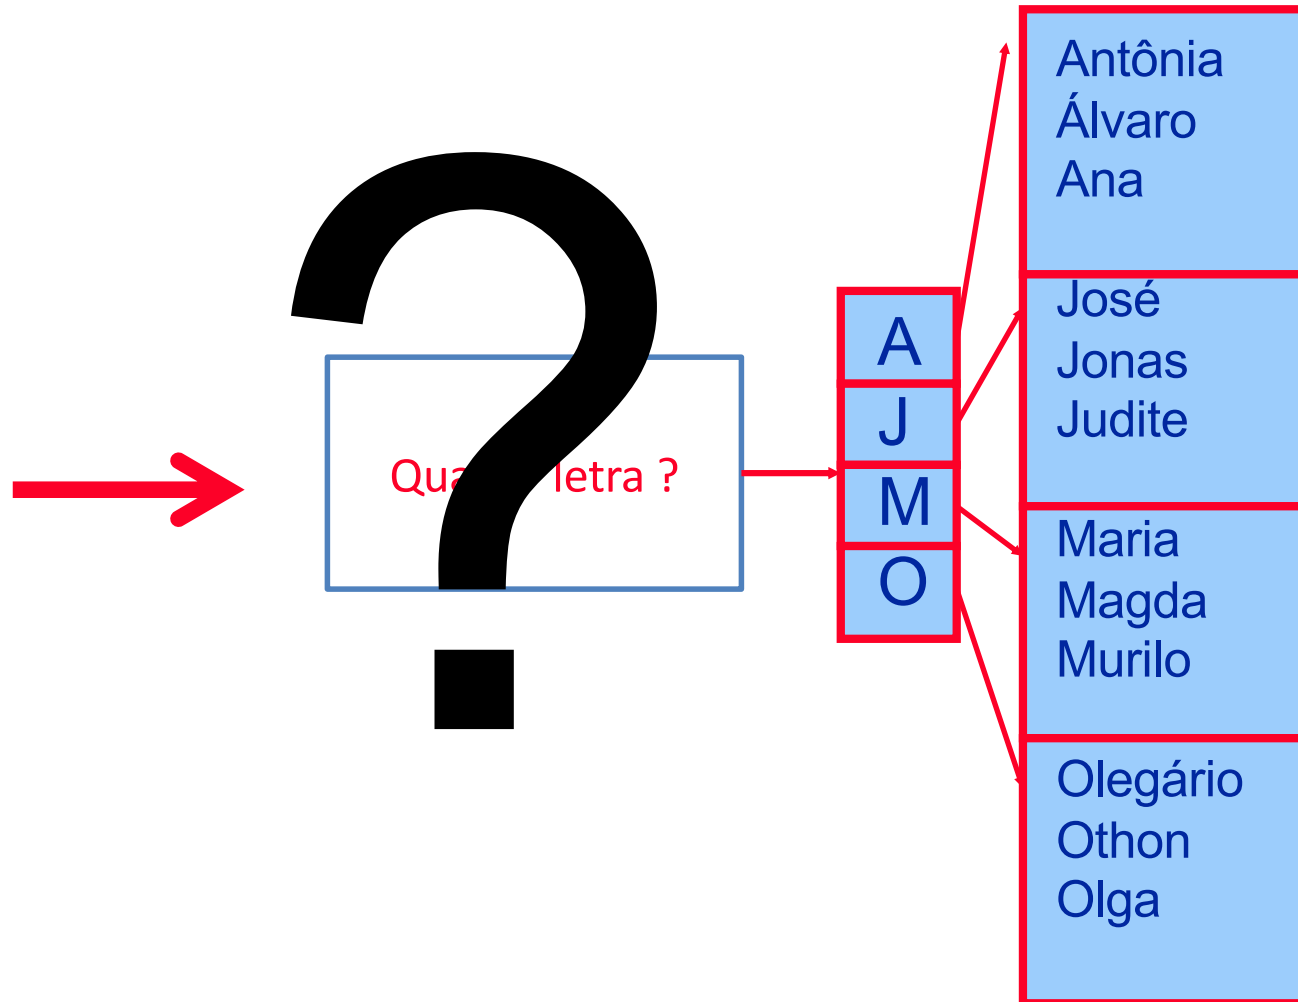 ?
Qua letra ?
A
J
M
O
Antônia
Álvaro
Ana
José
Jonas
Judite
Maria
Magda
Murilo
Olegário
Othon
Olga